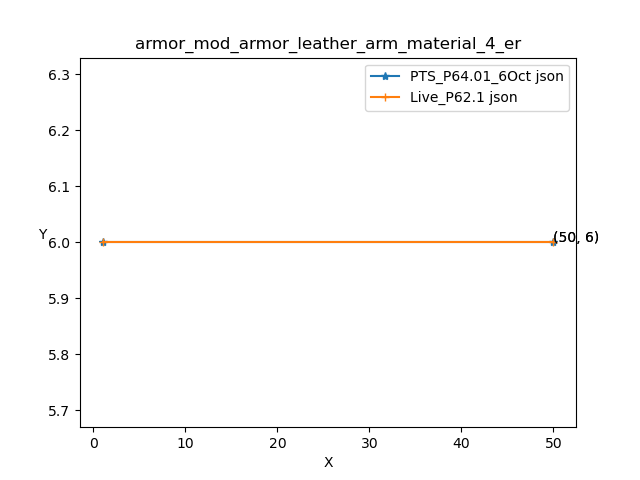 armor_mod_armor_leather_arm_material_4_er
PTS_P64.01_6Oct json
Live_P62.1 json
6.3
6.2
6.1
Y
6.0
(50, 6)
5.9
5.8
5.7
0
10
20
30
40
50
X